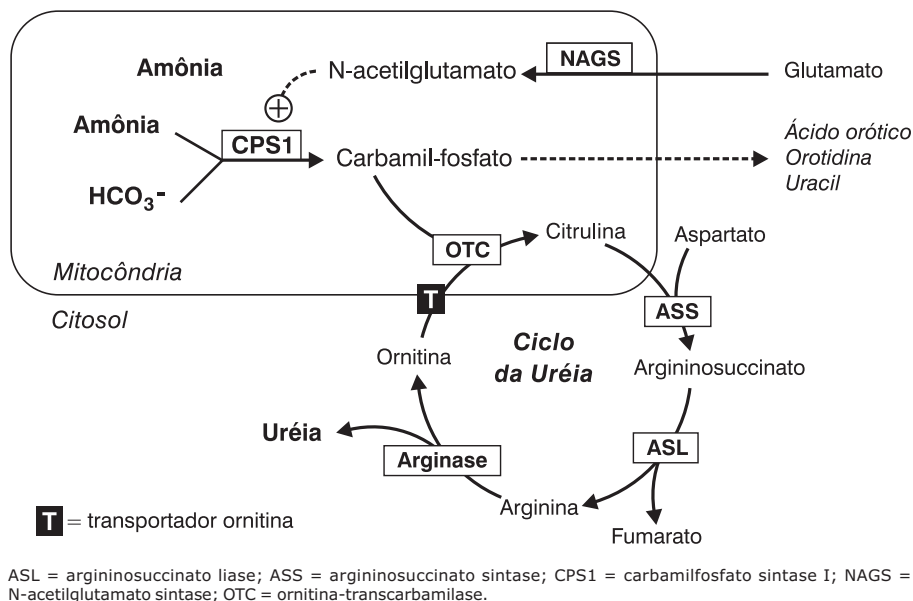 Amônia
N-acetilglutamato
NAGS
Glutamato
+
Amônia
CPS1
HCO3-
Carbamil-fosfato
Ácido orótico
Orotidina
Uracil
OTC
Citrulina
Aspartato
Mitocôndria
T
ASS
Citosol
Ornitina
Ciclo
da Uréia
Argininosuccinato
Uréia
Arginase
ASL
Arginina
T = transportador ornitina
Fumarato
ASL = argininosuccinato liase; ASS = argininosuccinato sintase; CPS1 = carbamilfosfato sintase I; NAGS =
N-acetilglutamato sintase; OTC = ornitina-transcarbamilase.